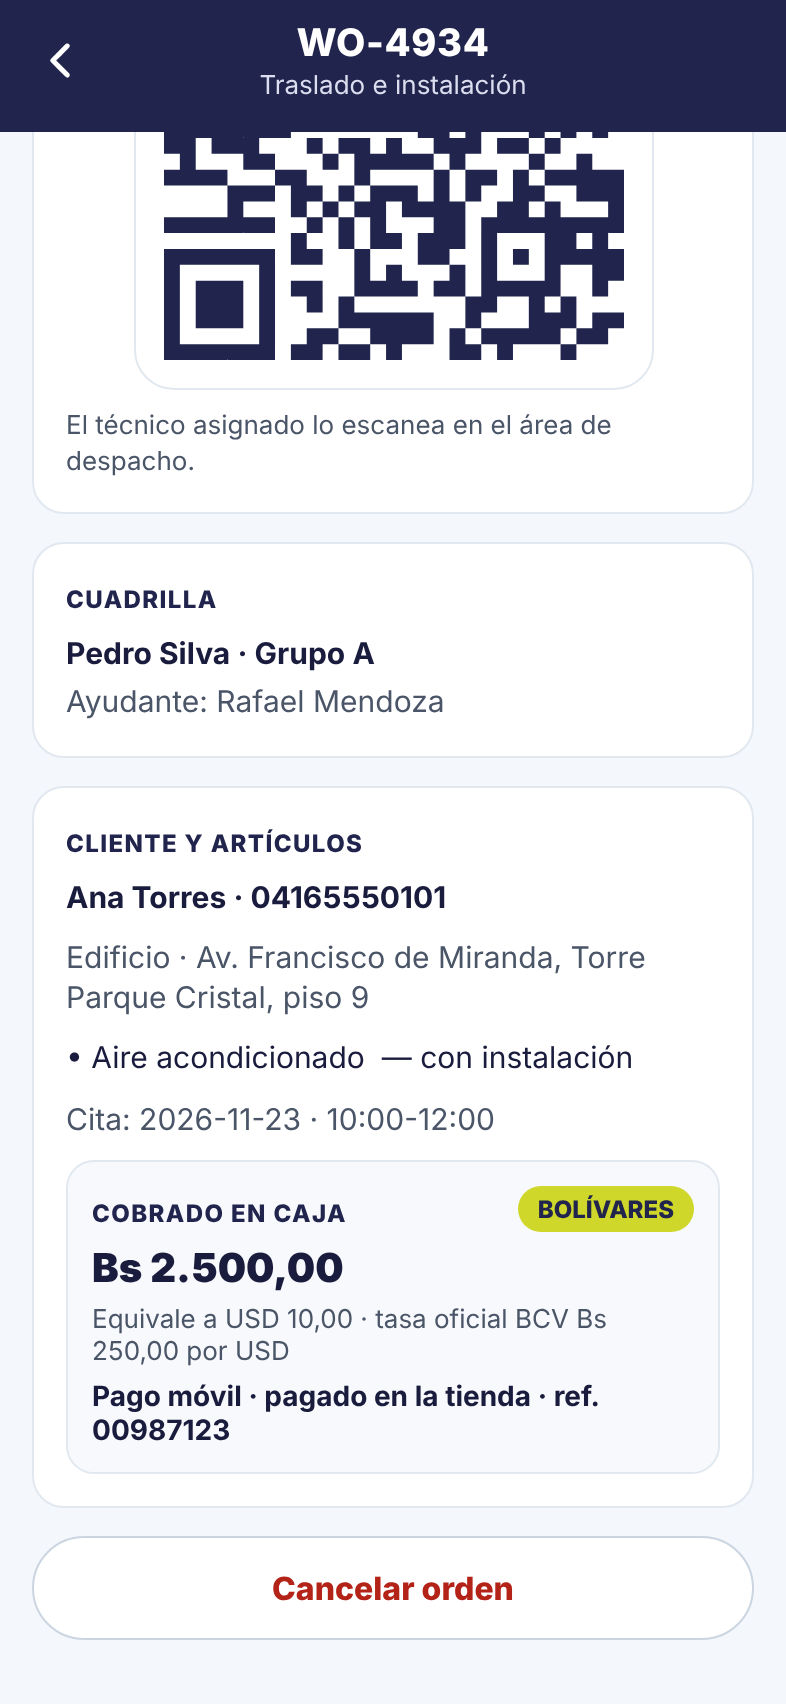 WO-4934
Traslado e instalación
El técnico asignado lo escanea en el área de
despacho.
CUADRILLA
Pedro Silva · Grupo A
Ayudante: Rafael Mendoza
CLIENTE Y ARTÍCULOS
Ana Torres · 04165550101
Edificio · Av. Francisco de Miranda, Torre
Parque Cristal, piso 9
• Aire acondicionado — con instalación
Cita: 2026-11-23 · 10:00-12:00
COBRADO EN CAJA
BOLÍVARES
Bs 2.500,00
Equivale a USD 10,00 · tasa oficial BCV Bs
250,00 por USD
Pago móvil · pagado en la tienda · ref.
00987123
Cancelar orden